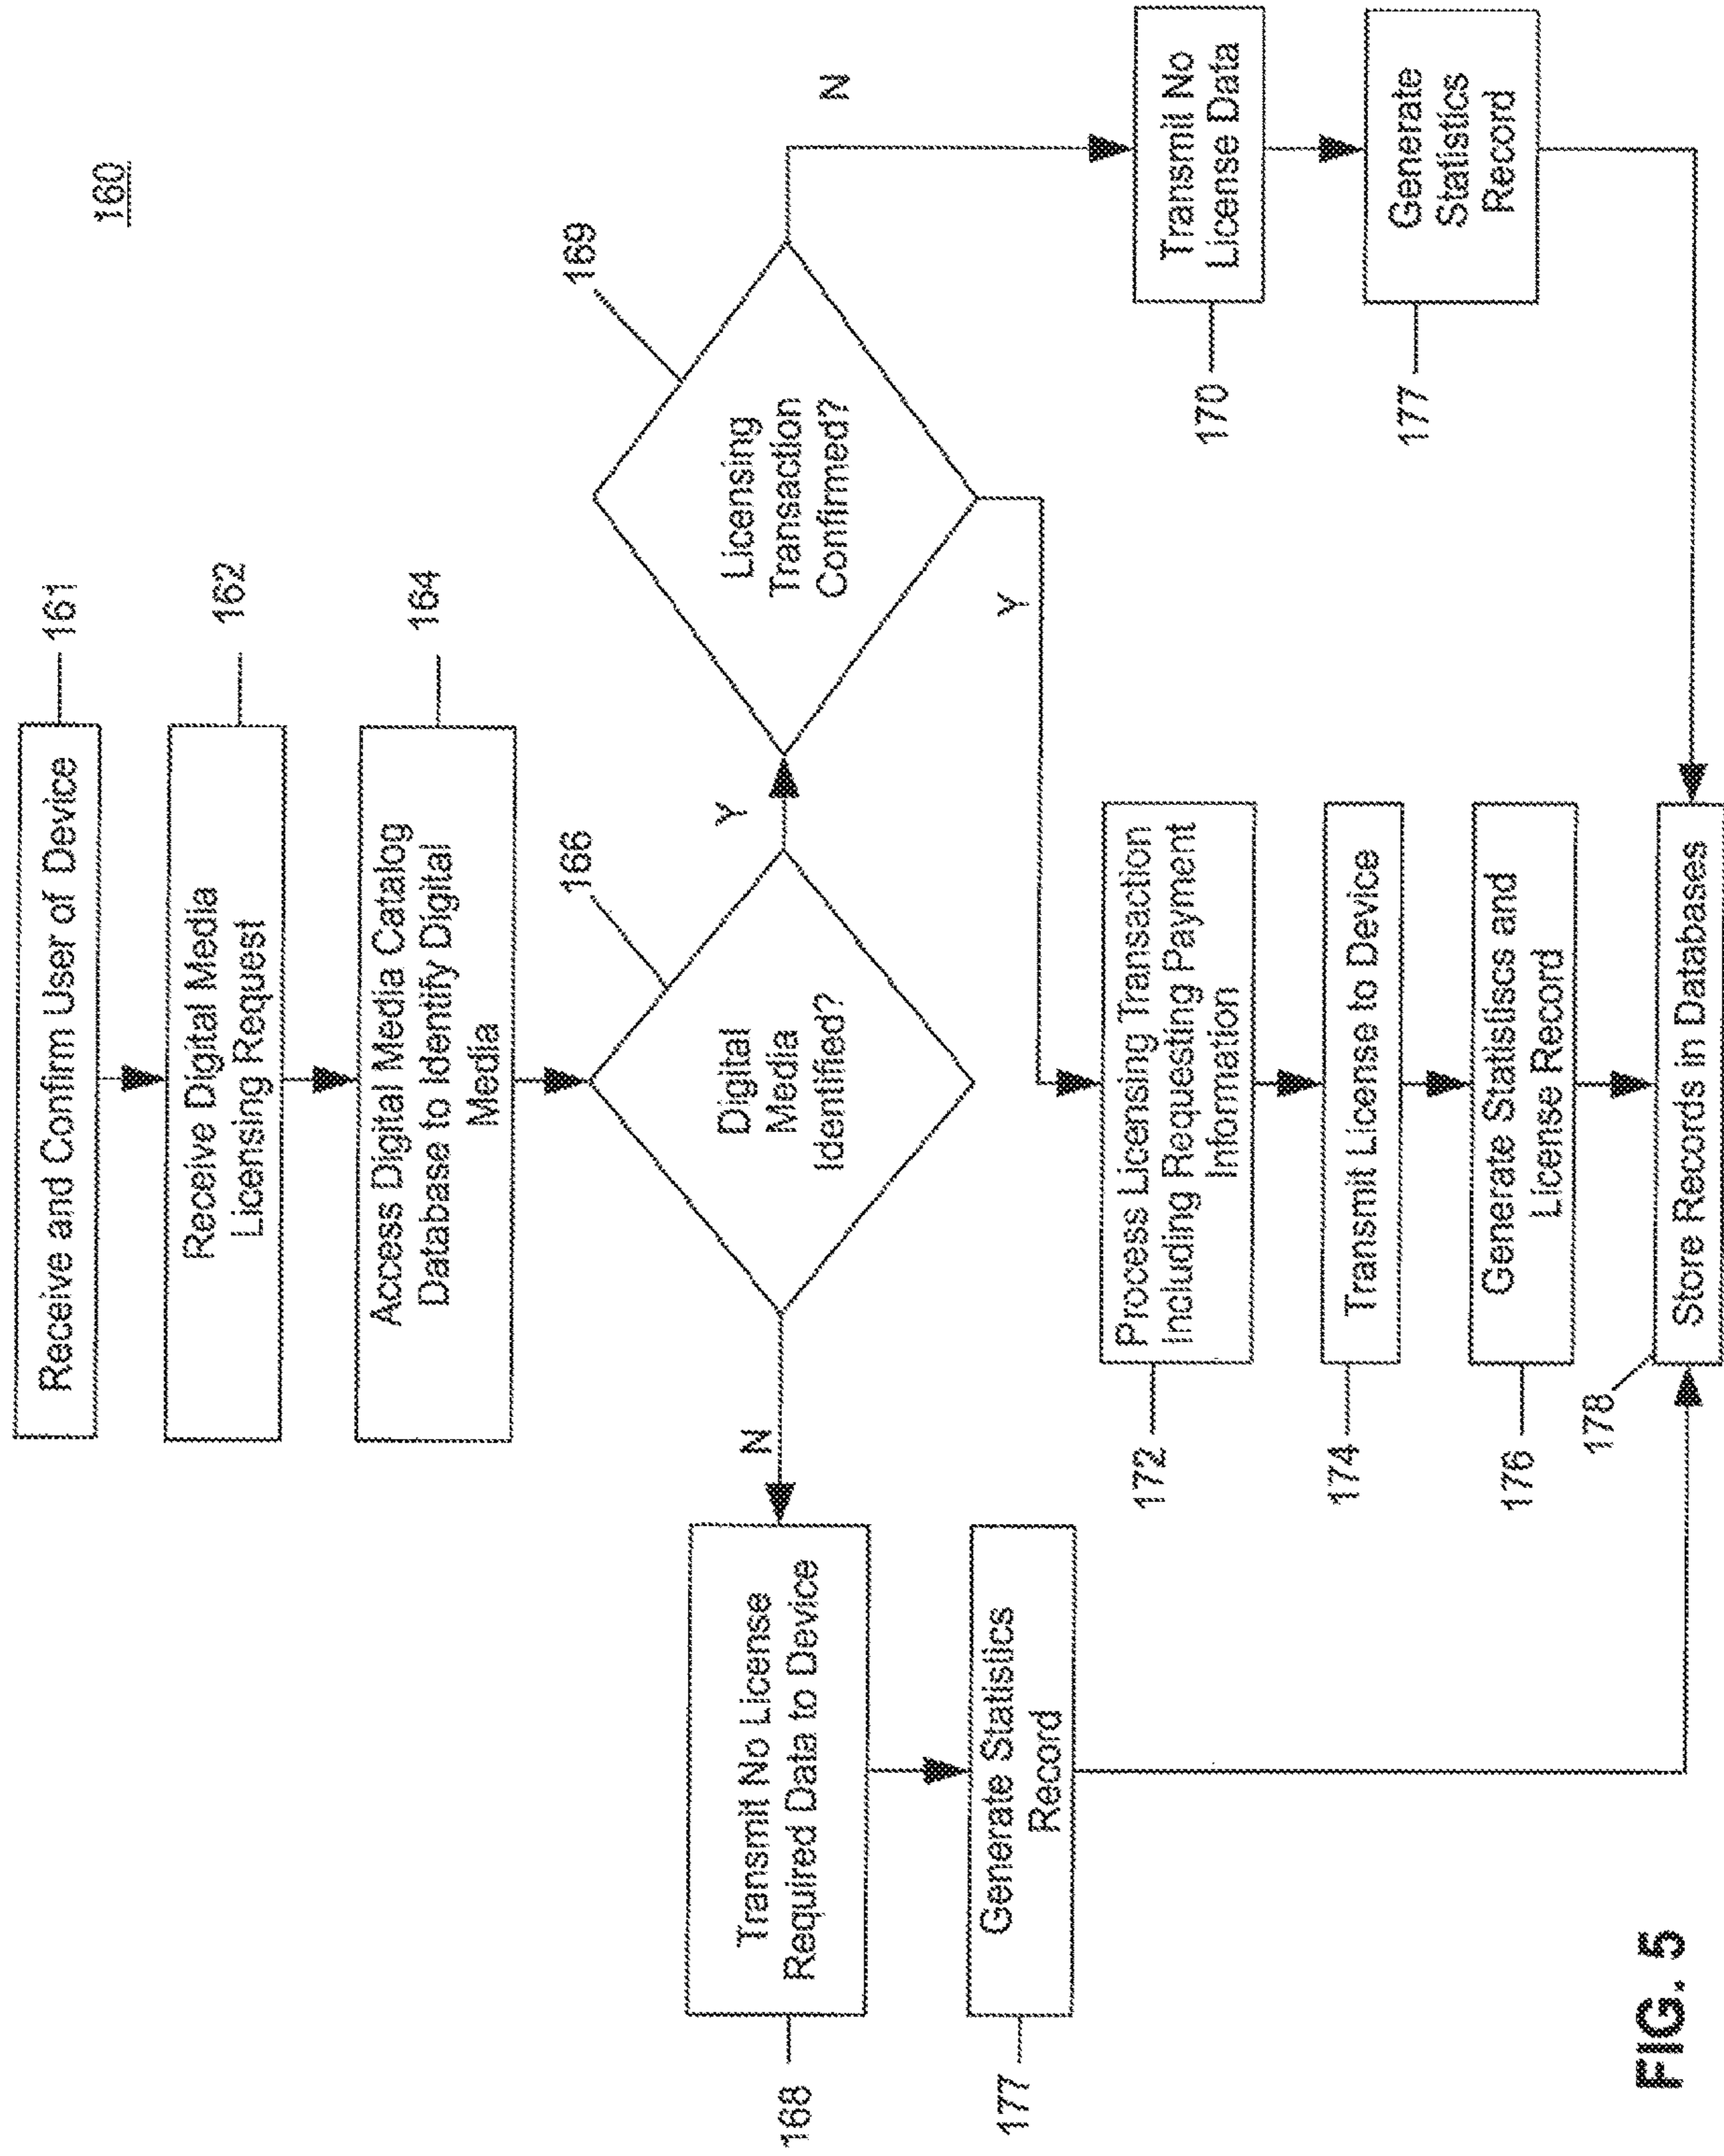 160
Receive and Confirm User of Device
161
Receive Digital Media
Licensing Request
162
Access Digital Media Catalog
Database to Identify Digital
Media
164
Digital
Media
Identified?
166
Y
N
Licensing
Transaction
Confirmed?
169
N
Y
Transmit No License
Required Data to Device
168
Generate Statistics
Record
177
Process Licensing Transaction
Including Requesting Payment
Information
172
Transmit License to Device
174
Generate Statistics and
License Record
176
Transmit No
License Data
170
Generate
Statistics
Record
177
Store Records in Databases
178
FIG. 5